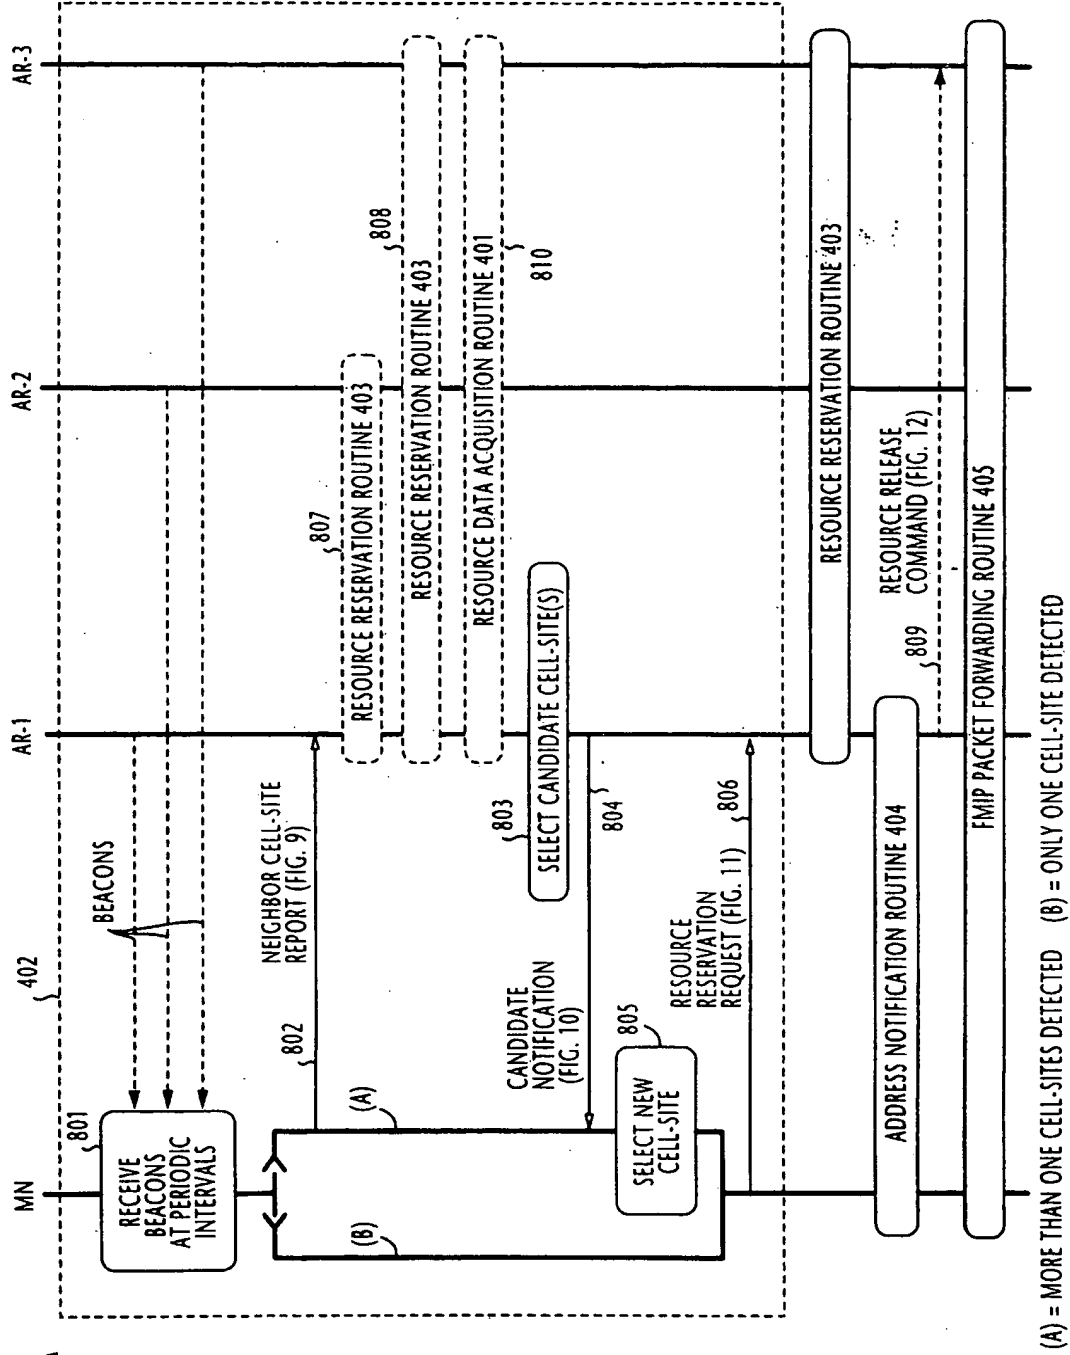 MN
AR-1
AR-2
AR-3
402
801
RECEIVE
BEACONS
AT PERIODIC
INTERVALS
BEACONS
(B)
(A)
802
NEIGHBOR CELL-SITE
REPORT (FIG. 9)
807
RESOURCE RESERVATION ROUTINE 403
808
RESOURCE RESERVATION ROUTINE 403
RESOURCE DATA ACQUISITION ROUTINE 401
810
803
SELECT CANDIDATE CELL-SITE(S)
CANDIDATE
NOTIFICATION
(FIG. 10)
804
805
SELECT NEW
CELL-SITE
RESOURCE
RESERVATION
REQUEST (FIG. 11)
806
RESOURCE RESERVATION ROUTINE 403
ADDRESS NOTIFICATION ROUTINE 404
809
RESOURCE RELEASE
COMMAND (FIG. 12)
FMIP PACKET FORWARDING ROUTINE 405
(A) = MORE THAN ONE CELL-SITES DETECTED (B) = ONLY ONE CELL-SITE DETECTED